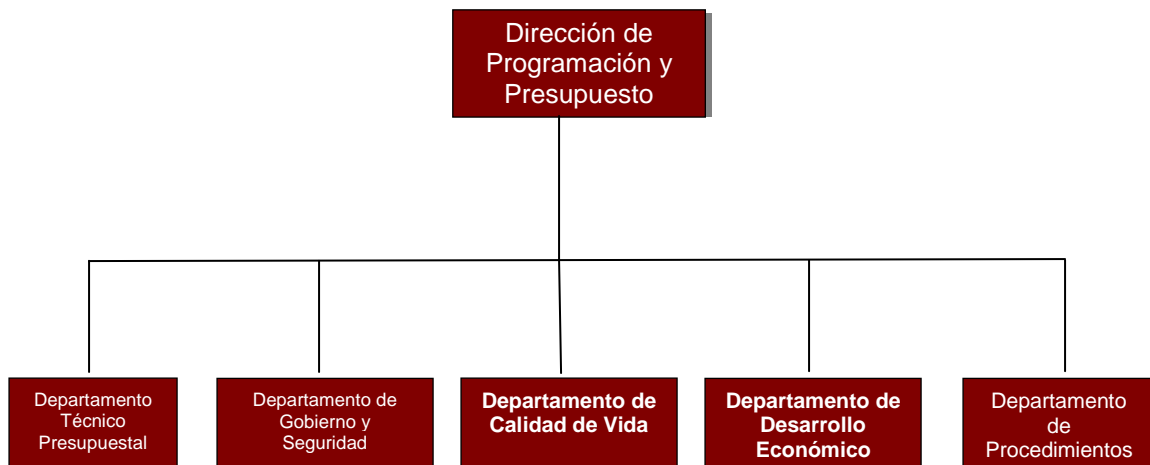 Dirección de
Programación y
Presupuesto
Departamento
Técnico
Presupuestal
Departamento de
Gobierno y
Seguridad
Departamento de
Calidad de Vida
Departamento de
Desarrollo
Económico
Departamento
de
Procedimientos